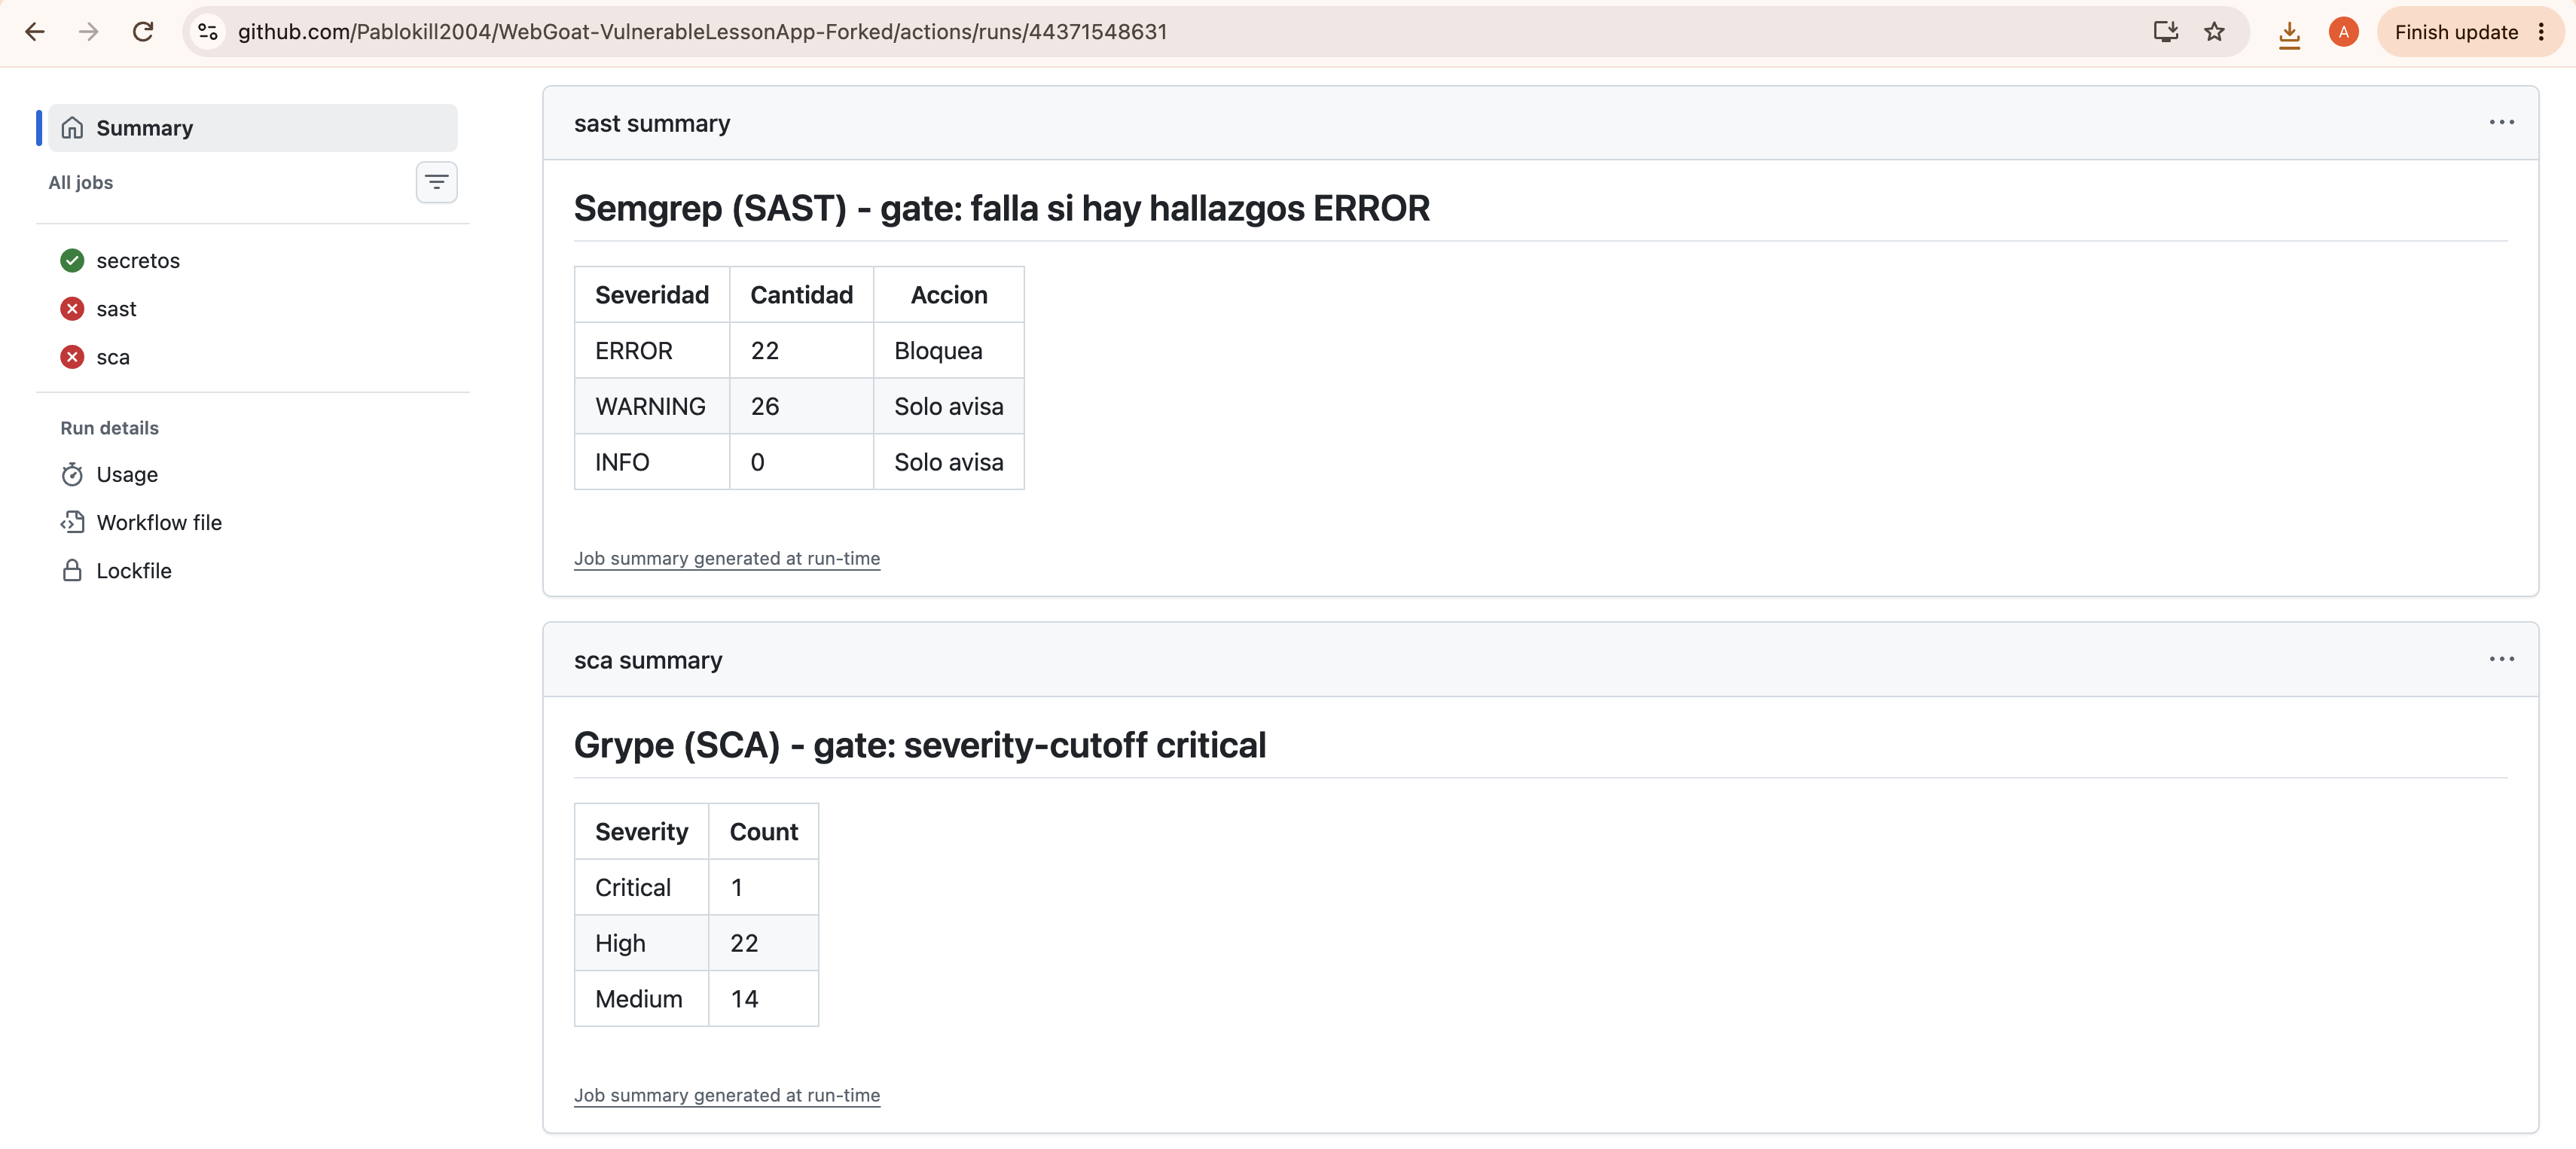 github.com/Pablokill2004/WebGoat-VulnerableLessonApp-Forked/actions/runs/44371548631
A
Finish update
Summary
All jobs
secretos
sast
sca
Run details
Usage
Workflow file
Lockfile
sast summary
Semgrep (SAST) - gate: falla si hay hallazgos ERROR
Severidad Cantidad Accion
ERROR 22 Bloquea
WARNING 26 Solo avisa
INFO 0 Solo avisa
Job summary generated at run-time
sca summary
Grype (SCA) - gate: severity-cutoff critical
Severity Count
Critical 1
High 22
Medium 14
Job summary generated at run-time